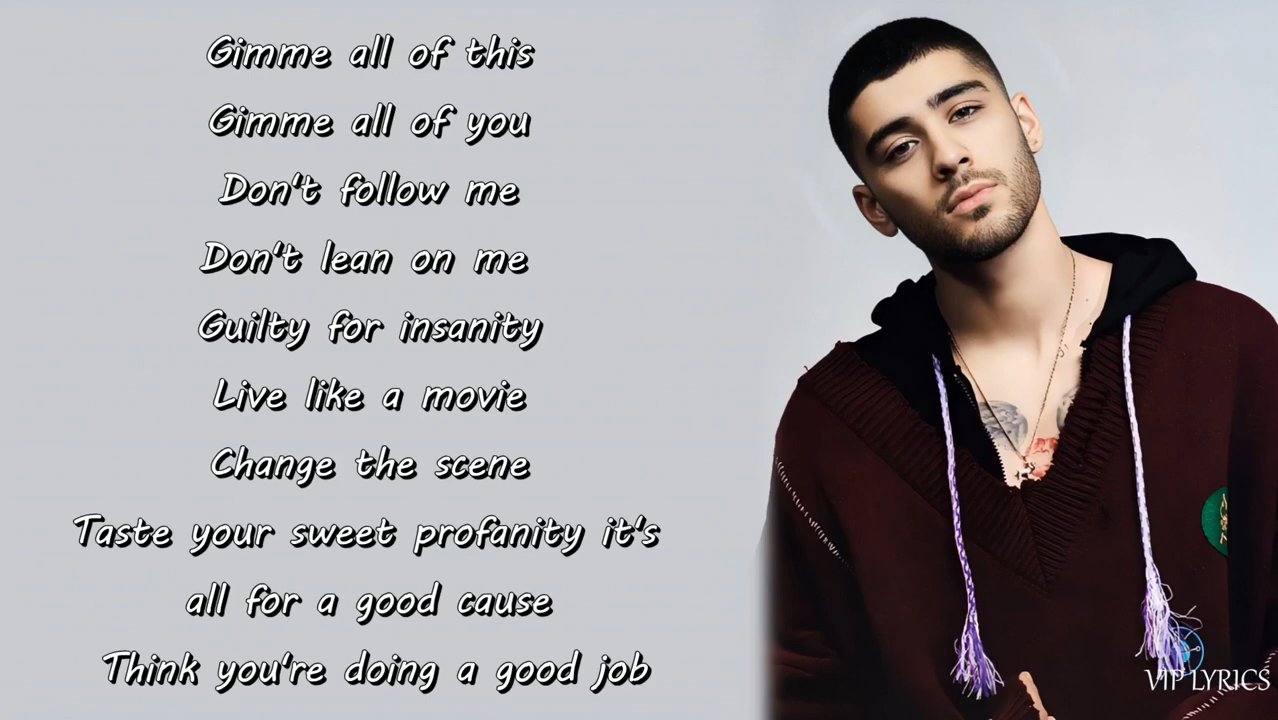 Gimme all of this
Gimme all of you
Don't follow me
Don't lean on me
Guilty for insanity
Live like a movie
Change the scene
Taste your sweet profanity it's
all for a good cause
Think you're doing a good job
VIP LYRICS